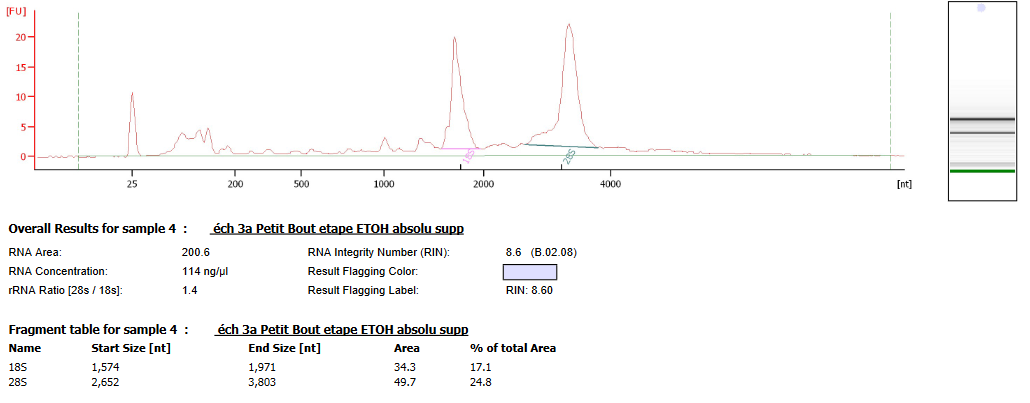 [FU]
20
15
10
5
0
18S
28S
25 200 500 1000 2000 4000 [nt]
Overall Results for sample 4 : éch 3a Petit Bout etape ETOH absolu supp
RNA Area: 200.6 RNA Integrity Number (RIN): 8.6 (B.02.08)
RNA Concentration: 114 ng/µl Result Flagging Color:
rRNA Ratio [28s / 18s]: 1.4 Result Flagging Label: RIN: 8.60
Fragment table for sample 4 : éch 3a Petit Bout etape ETOH absolu supp
Name Start Size [nt] End Size [nt] Area % of total Area
18S 1,574 1,971 34.3 17.1
28S 2,652 3,803 49.7 24.8